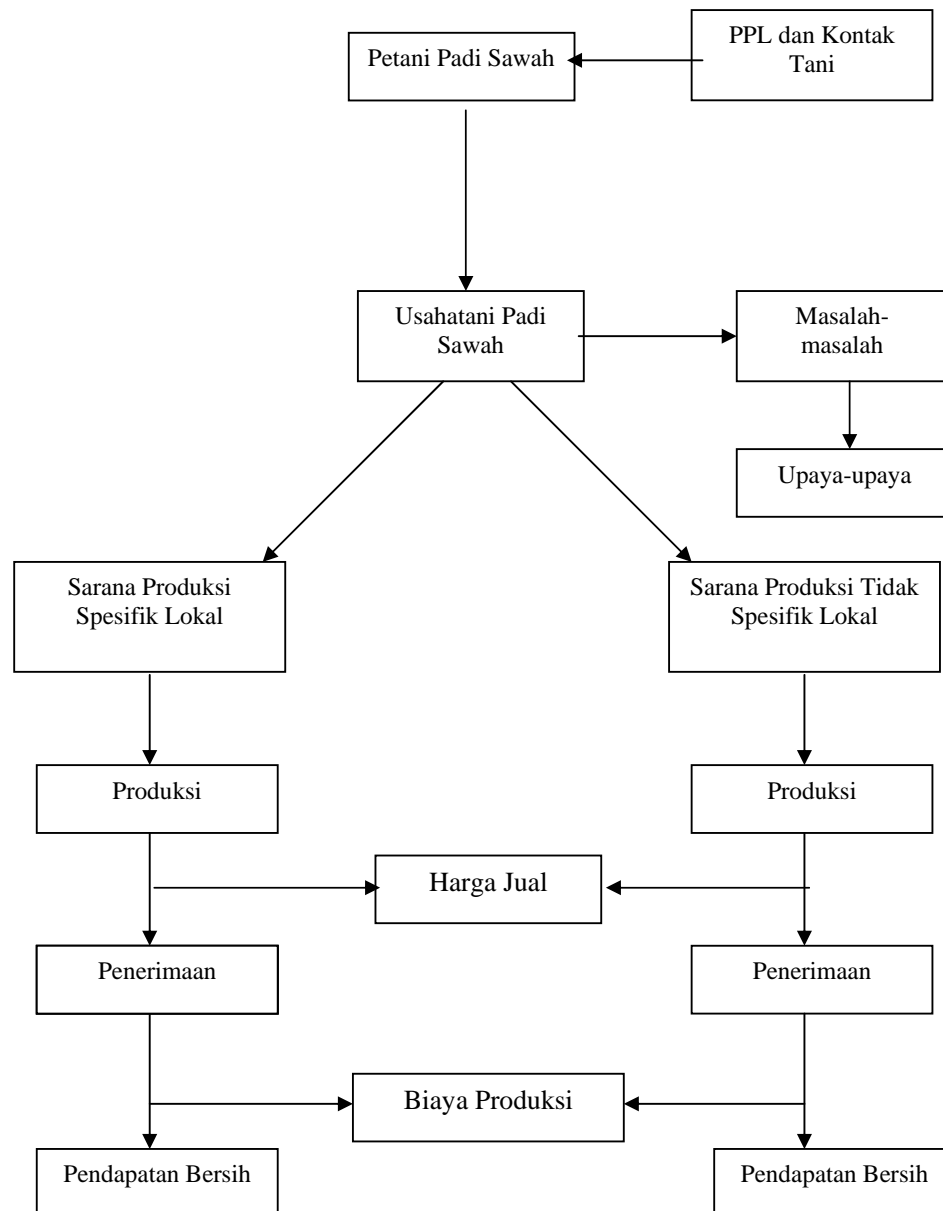 Petani Padi Sawah
PPL dan Kontak
Tani
Usahatani Padi
Sawah
Masalah-
masalah
Upaya-upaya
Sarana Produksi
Spesifik Lokal
Sarana Produksi Tidak
Spesifik Lokal
Produksi
Produksi
Harga Jual
Penerimaan
Penerimaan
Biaya Produksi
Pendapatan Bersih
Pendapatan Bersih